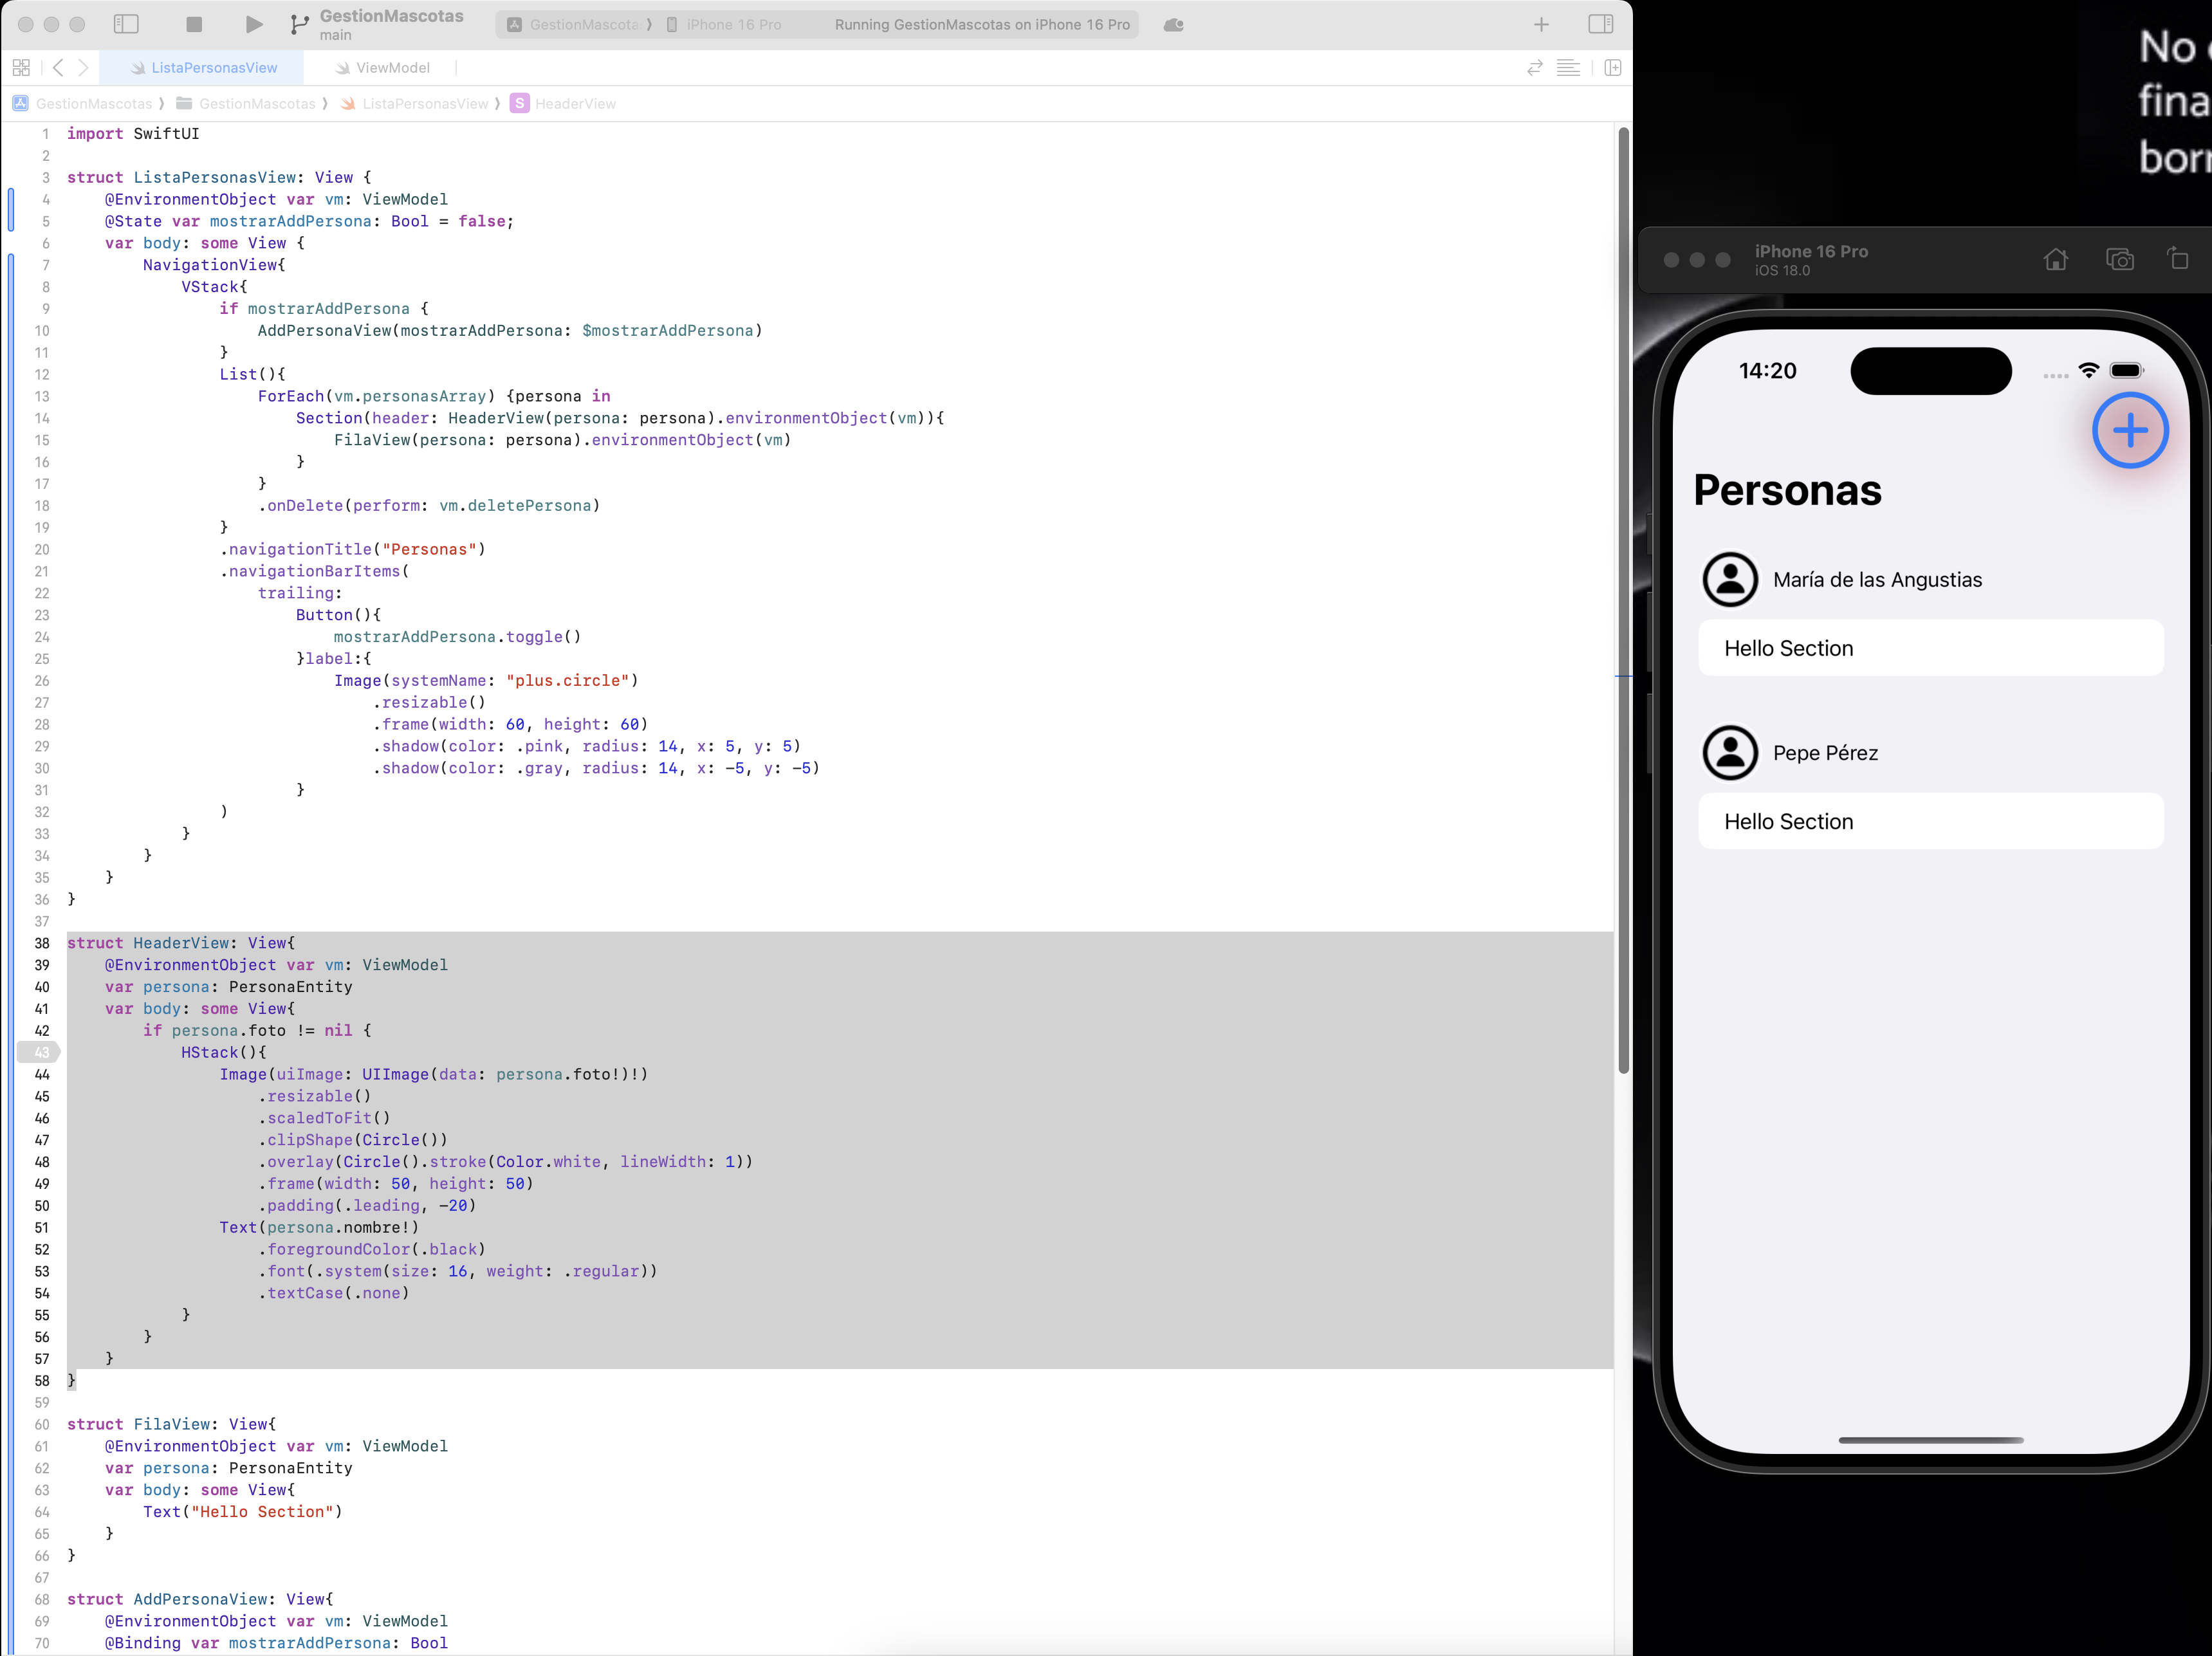 GestionMascotas
main
GestionMascota
iPhone 16 Pro
Running GestionMascotas on iPhone 16 Pro
ListaPersonasView
ViewModel
GestionMascotas
GestionMascotas
ListaPersonasView
S
HeaderView
1 import SwiftUI
2
3 struct ListaPersonasView: View {
4 @EnvironmentObject var vm: ViewModel
5 @State var mostrarAddPersona: Bool = false;
6 var body: some View {
7 NavigationView{
8 VStack{
9 if mostrarAddPersona {
10 AddPersonaView(mostrarAddPersona: $mostrarAddPersona)
11 }
12 List(){
13 ForEach(vm.personasArray) {persona in
14 Section(header: HeaderView(persona: persona).environmentObject(vm)){
15 FilaView(persona: persona).environmentObject(vm)
16 }
17 }
18 .onDelete(perform: vm.deletePersona)
19 }
20 .navigationTitle("Personas")
21 .navigationBarItems(
22 trailing:
23 Button(){
24 mostrarAddPersona.toggle()
25 }label:{
26 Image(systemName: "plus.circle")
27 .resizable()
28 .frame(width: 60, height: 60)
29 .shadow(color: .pink, radius: 14, x: 5, y: 5)
30 .shadow(color: .gray, radius: 14, x: -5, y: -5)
31 }
32 )
33 }
34 }
35 }
36 }
37
38 struct HeaderView: View{
39 @EnvironmentObject var vm: ViewModel
40 var persona: PersonaEntity
41 var body: some View{
42 if persona.foto != nil {
43 HStack(){
44 Image(uiImage: UIImage(data: persona.foto!)!)
45 .resizable()
46 .scaledToFit()
47 .clipShape(Circle())
48 .overlay(Circle().stroke(Color.white, lineWidth: 1))
49 .frame(width: 50, height: 50)
50 .padding(.leading, -20)
51 Text(persona.nombre!)
52 .foregroundColor(.black)
53 .font(.system(size: 16, weight: .regular))
54 .textCase(.none)
55 }
56 }
57 }
58 }
59
60 struct FilaView: View{
61 @EnvironmentObject var vm: ViewModel
62 var persona: PersonaEntity
63 var body: some View{
64 Text("Hello Section")
65 }
66 }
67
68 struct AddPersonaView: View{
69 @EnvironmentObject var vm: ViewModel
70 @Binding var mostrarAddPersona: Bool
No
fina
bor
iPhone 16 Pro
iOS 18.0
14:20
Personas
María de las Angustias
Hello Section
Pepe Pérez
Hello Section